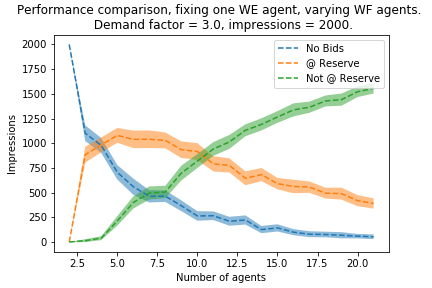 Performance comparison, fixing one WE agent, varying WF agents.
Demand factor = 3.0, impressions = 2000.
No Bids
@ Reserve
Not @ Reserve
Impressions
2000
1750
1500
1250
1000
750
500
250
0
2.5 5.0 7.5 10.0 12.5 15.0 17.5 20.0
Number of agents